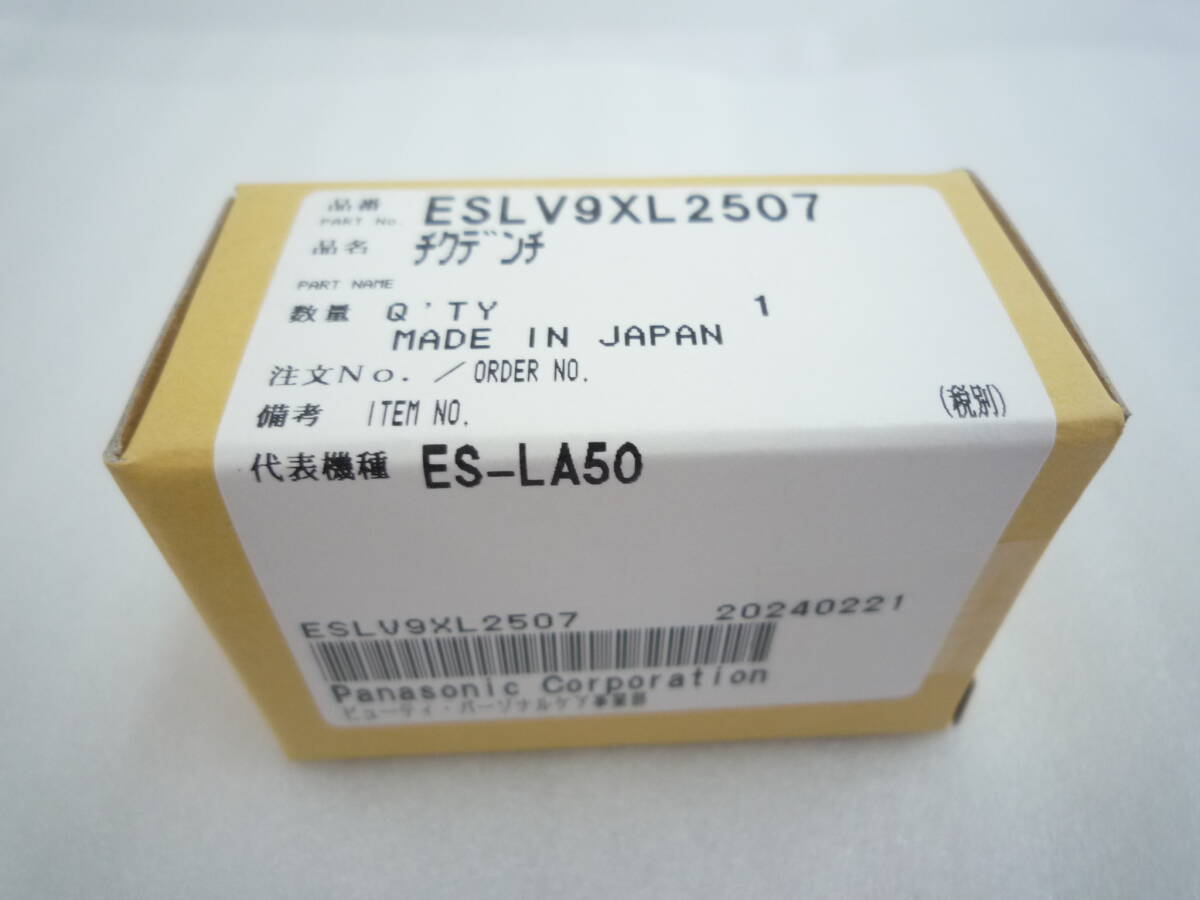 品番 ESLV9XL2507
PART No.
品名 チクデンチ
PART NAME
数量 Q'TY 1
MADE IN JAPAN
注文No. ／ORDER NO.
備考 ITEM NO.
(税別)
代表機種 ES-LA50
ESLV9XL2507 20240221
Panasonic Corporation
ビューティ・パーソナルケア事業部